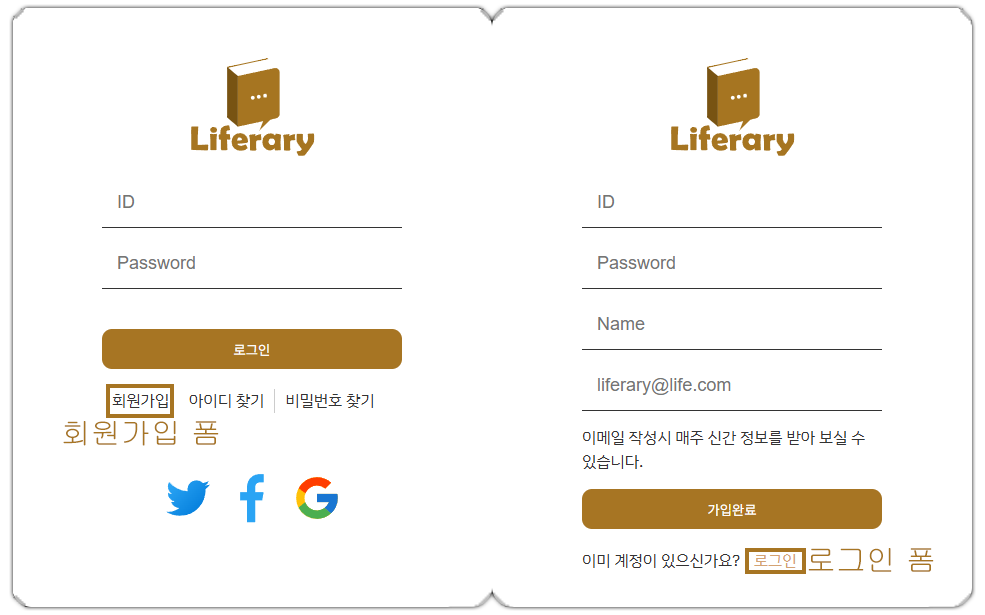 Liferary
ID
Password
로그인
회원가입 아이디 찾기 비밀번호 찾기
회원가입 폼
Liferary
ID
Password
Name
liferary@life.com
이메일 작성시 매주 신간 정보를 받아 보실 수
있습니다.
가입완료
이미 계정이 있으신가요? 로그인 로그인 폼